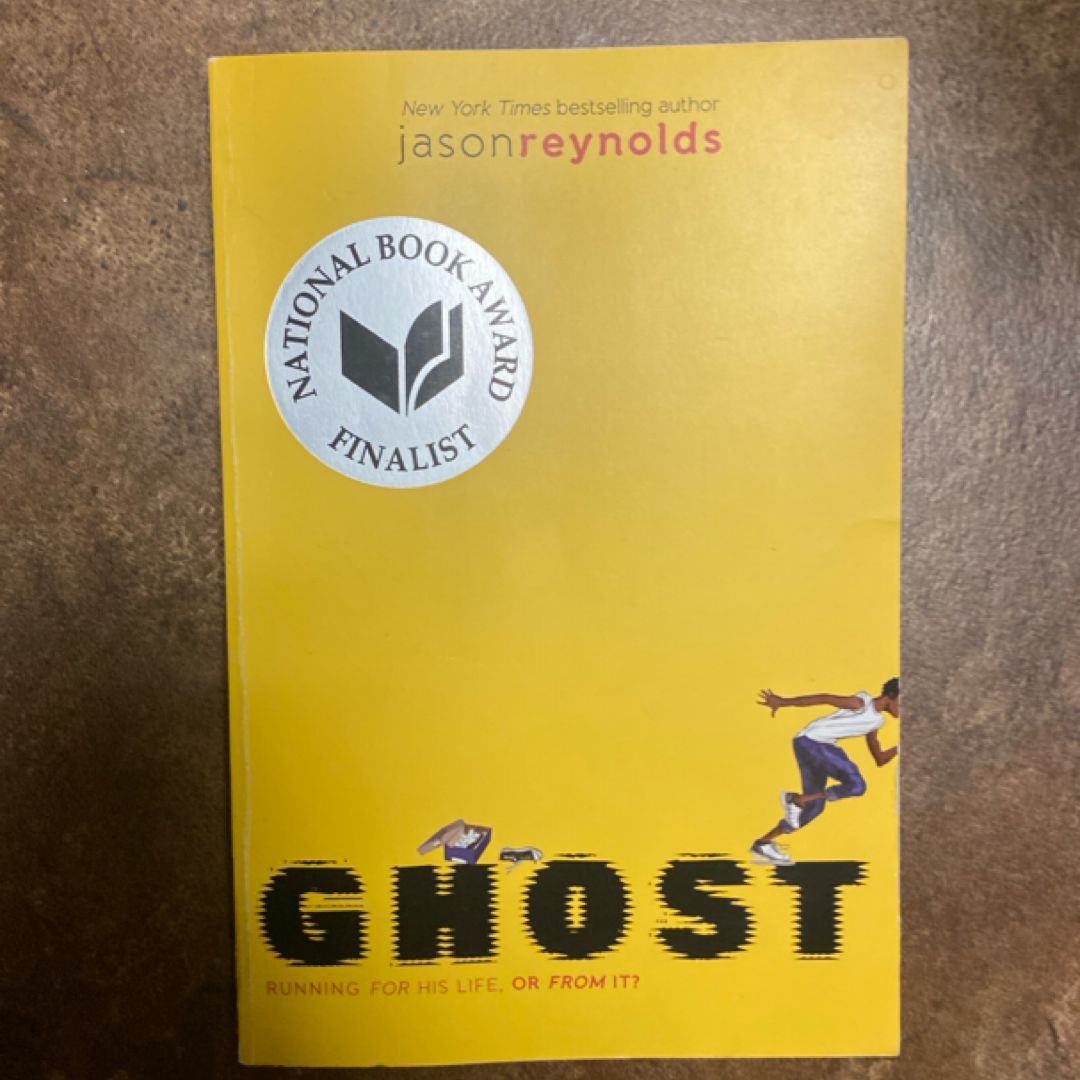 New York Times bestselling author
jasonreynolds
NATIONAL BOOK AWARD
FINALIST
GHOST
RUNNING FOR HIS LIFE, OR FROM IT?